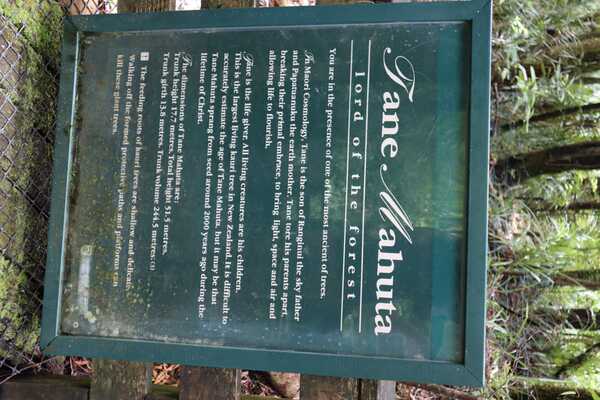 Tane Mahuta
lord of the forest
You are in the presence of one of the most ancient of trees.
In Maori Cosmology, Tane is the son of Ranginui the sky father
and Papatuanuku the earth mother. Tane tore his parents apart,
breaking their primal embrace, to bring light, space and air and
allowing life to flourish.
Tane is the life giver. All living creatures are his children.
This is the largest living kauri tree in New Zealand. It is difficult to
accurately estimate the age of Tane Mahuta, but it may be that
Tane Mahuta sprang from seed around 2000 years ago during the
lifetime of Christ.
The dimensions of Tane Mahuta are:
Trunk height 17.7 metres. Total height 51.5 metres.
Trunk girth 13.8 metres. Trunk volume 244.5 metres:
! The feeding roots of kauri trees are shallow and delicate.
Walking off the formed protective paths and platforms can
kill these giant trees.